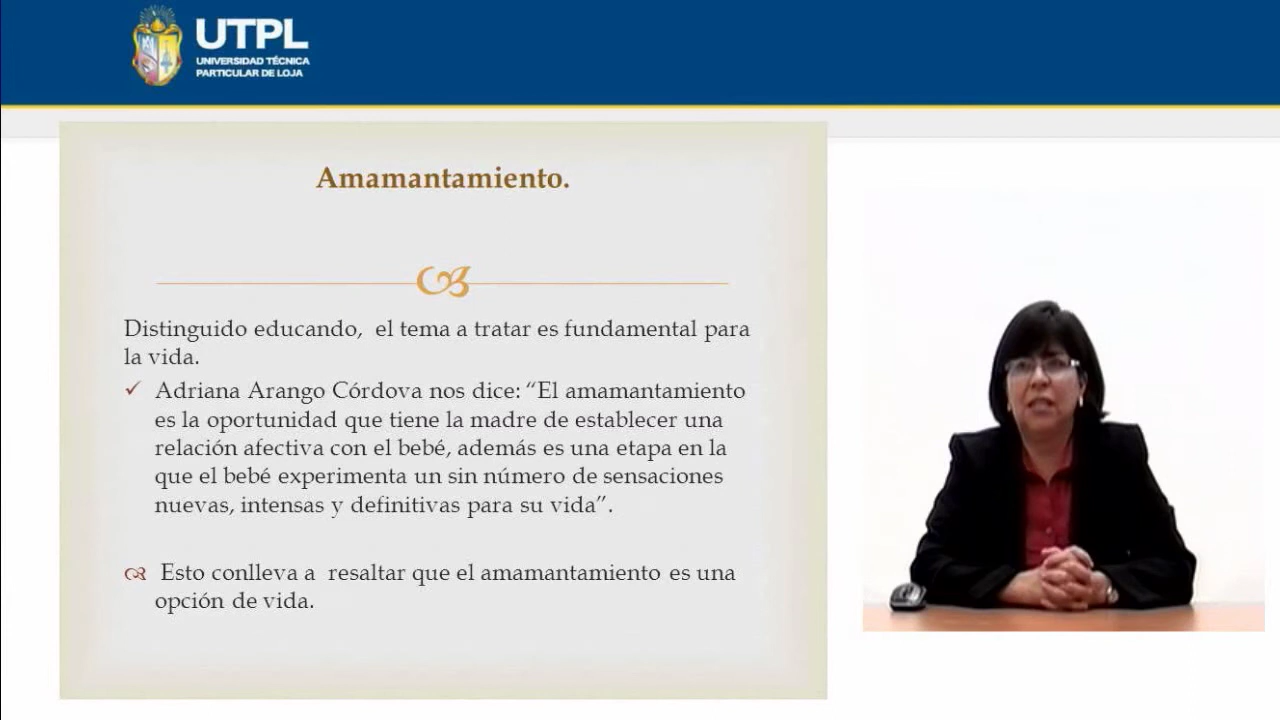 UTPL
UNIVERSIDAD TÉCNICA
PARTICULAR DE LOJA
Amamantamiento.
Distinguido educando, el tema a tratar es fundamental para
la vida.
Adriana Arango Córdova nos dice: “El amamantamiento
es la oportunidad que tiene la madre de establecer una
relación afectiva con el bebé, además es una etapa en la
que el bebé experimenta un sin número de sensaciones
nuevas, intensas y definitivas para su vida”.
Esto conlleva a resaltar que el amamantamiento es una
opción de vida.